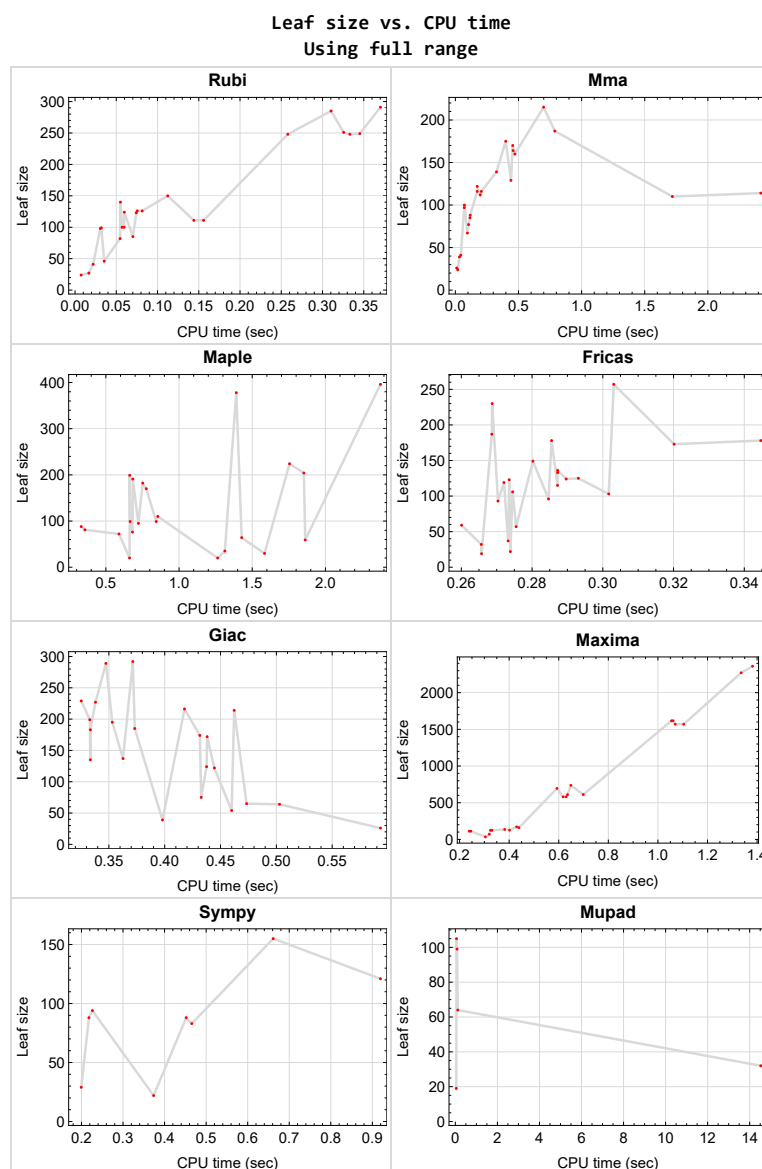 Leaf size vs. CPU time
Using full range
Rubi
300
250
200
150
100
50
0
Leaf size
0.00 0.05 0.10 0.15 0.20 0.25 0.30 0.35
CPU time (sec)
Mma
200
150
100
50
0
Leaf size
0.0 0.5 1.0 1.5 2.0
CPU time (sec)
Maple
400
300
200
100
0
Leaf size
0.5 1.0 1.5 2.0
CPU time (sec)
Fricas
250
200
150
100
50
0
Leaf size
0.26 0.28 0.30 0.32 0.34
CPU time (sec)
Giac
300
250
200
150
100
50
0
Leaf size
0.35 0.40 0.45 0.50 0.55
CPU time (sec)
Maxima
2000
1500
1000
500
0
Leaf size
0.2 0.4 0.6 0.8 1.0 1.2 1.4
CPU time (sec)
Sympy
150
100
50
0
Leaf size
0.2 0.3 0.4 0.5 0.6 0.7 0.8 0.9
CPU time (sec)
Mupad
100
80
60
40
20
0
Leaf size
0 2 4 6 8 10 12 14
CPU time (sec)